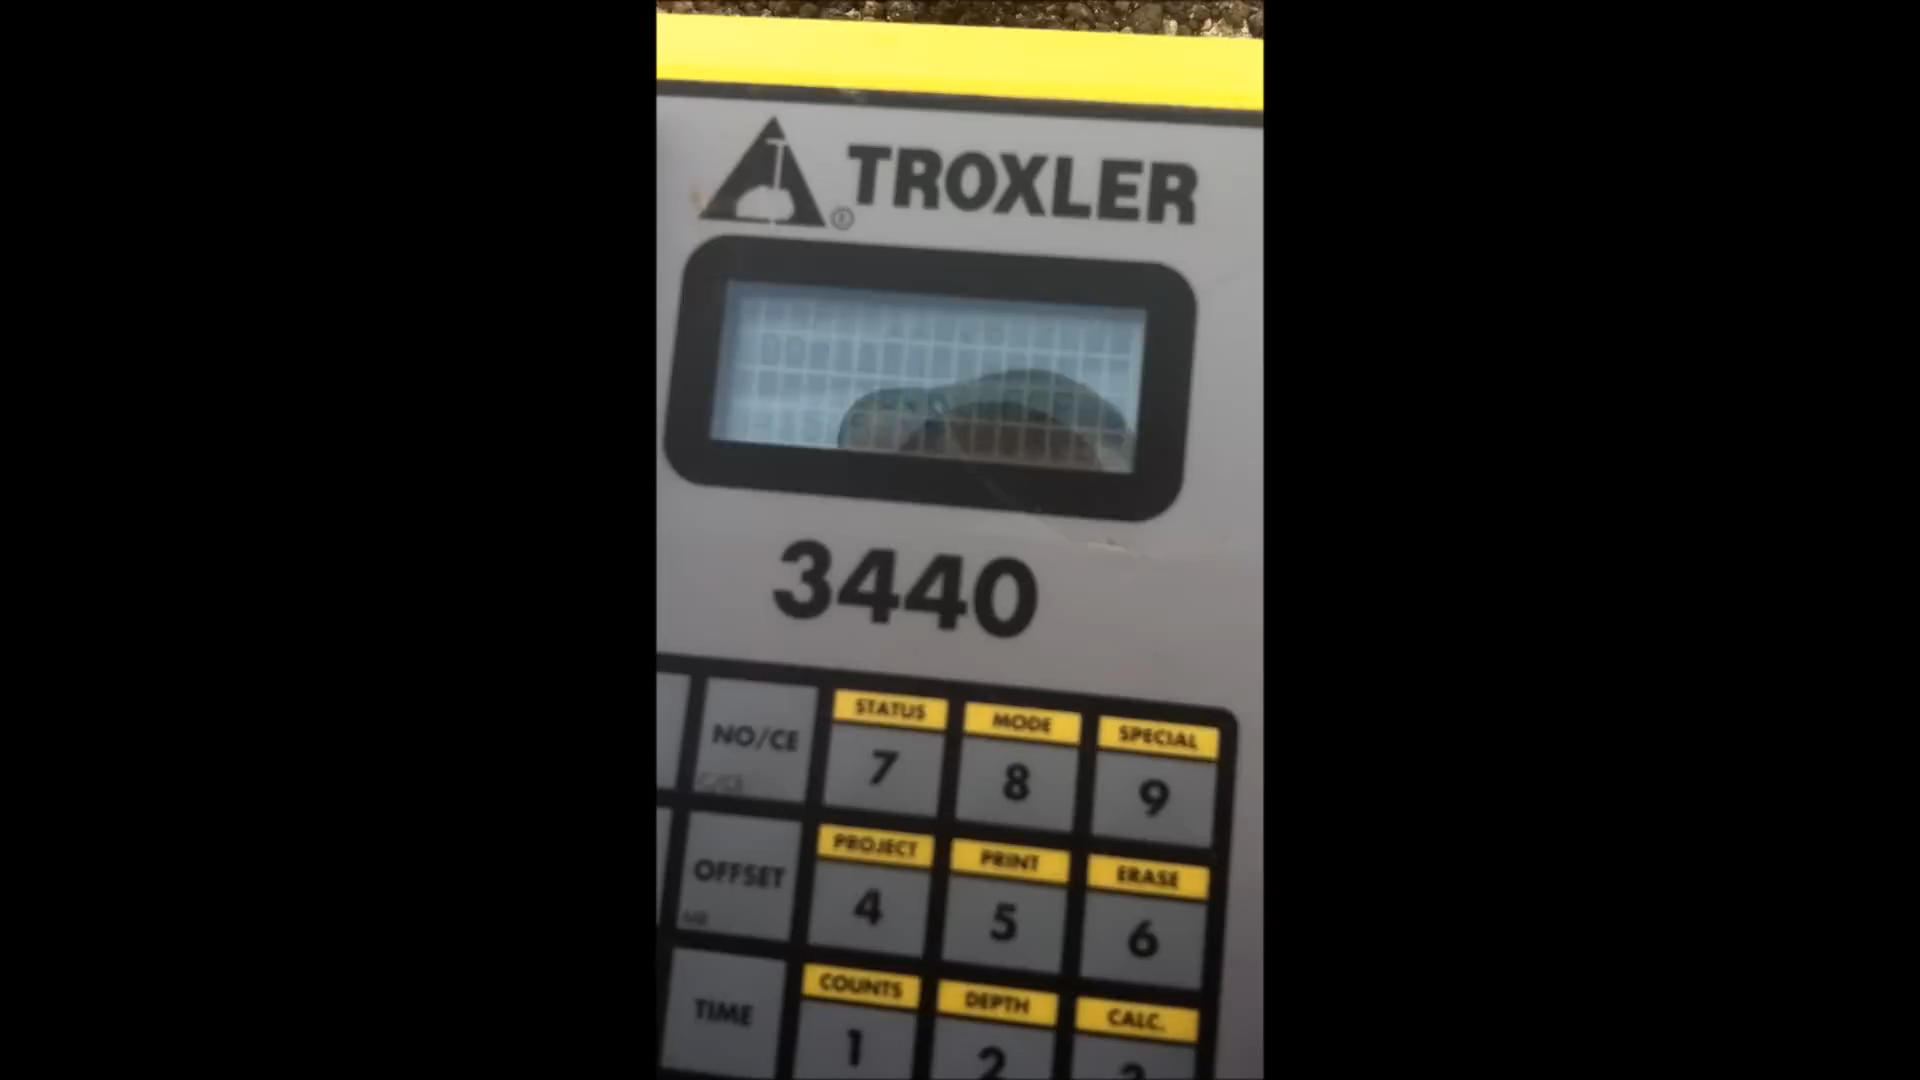 TROXLER
3440
NO/CE
STATUS
MODE
SPECIAL
7
8
9
OFFSET
PROJECT
PRINT
ERASE
4
5
6
TIME
COUNTS
DEPTH
CALC.
1
2